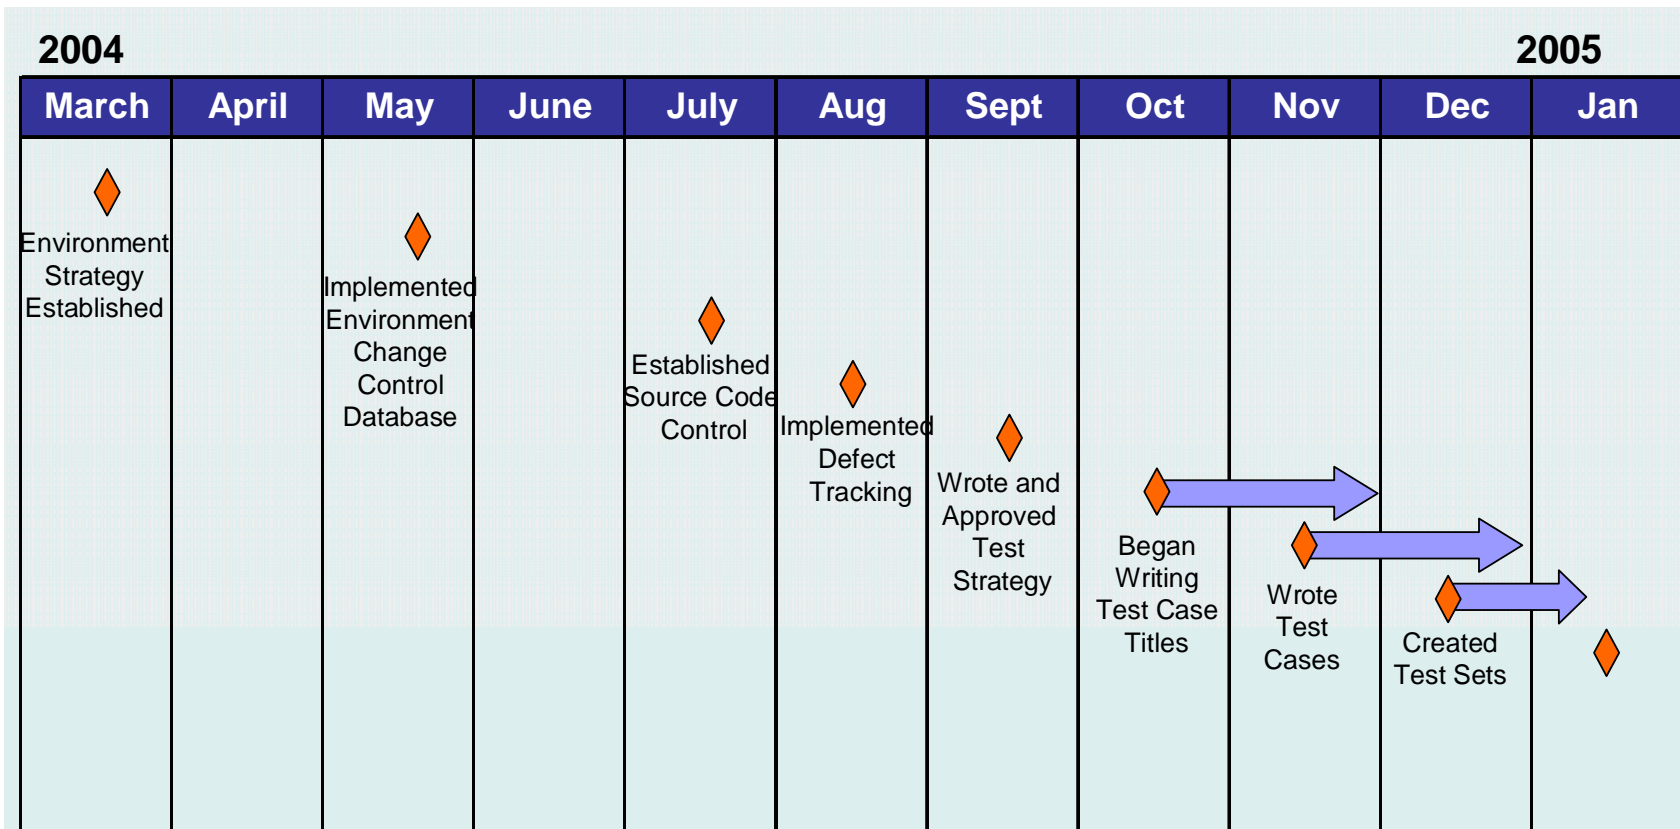 2004
2005
March
April
May
June
July
Aug
Sept
Oct
Nov
Dec
Jan
Environment
Strategy
Established
Implemented
Environment
Change
Control
Database
Established
Source Code
Control
Implemented
Defect
Tracking
Wrote and
Approved
Test
Strategy
Began
Writing
Test Case
Titles
Wrote
Test
Cases
Created
Test Sets